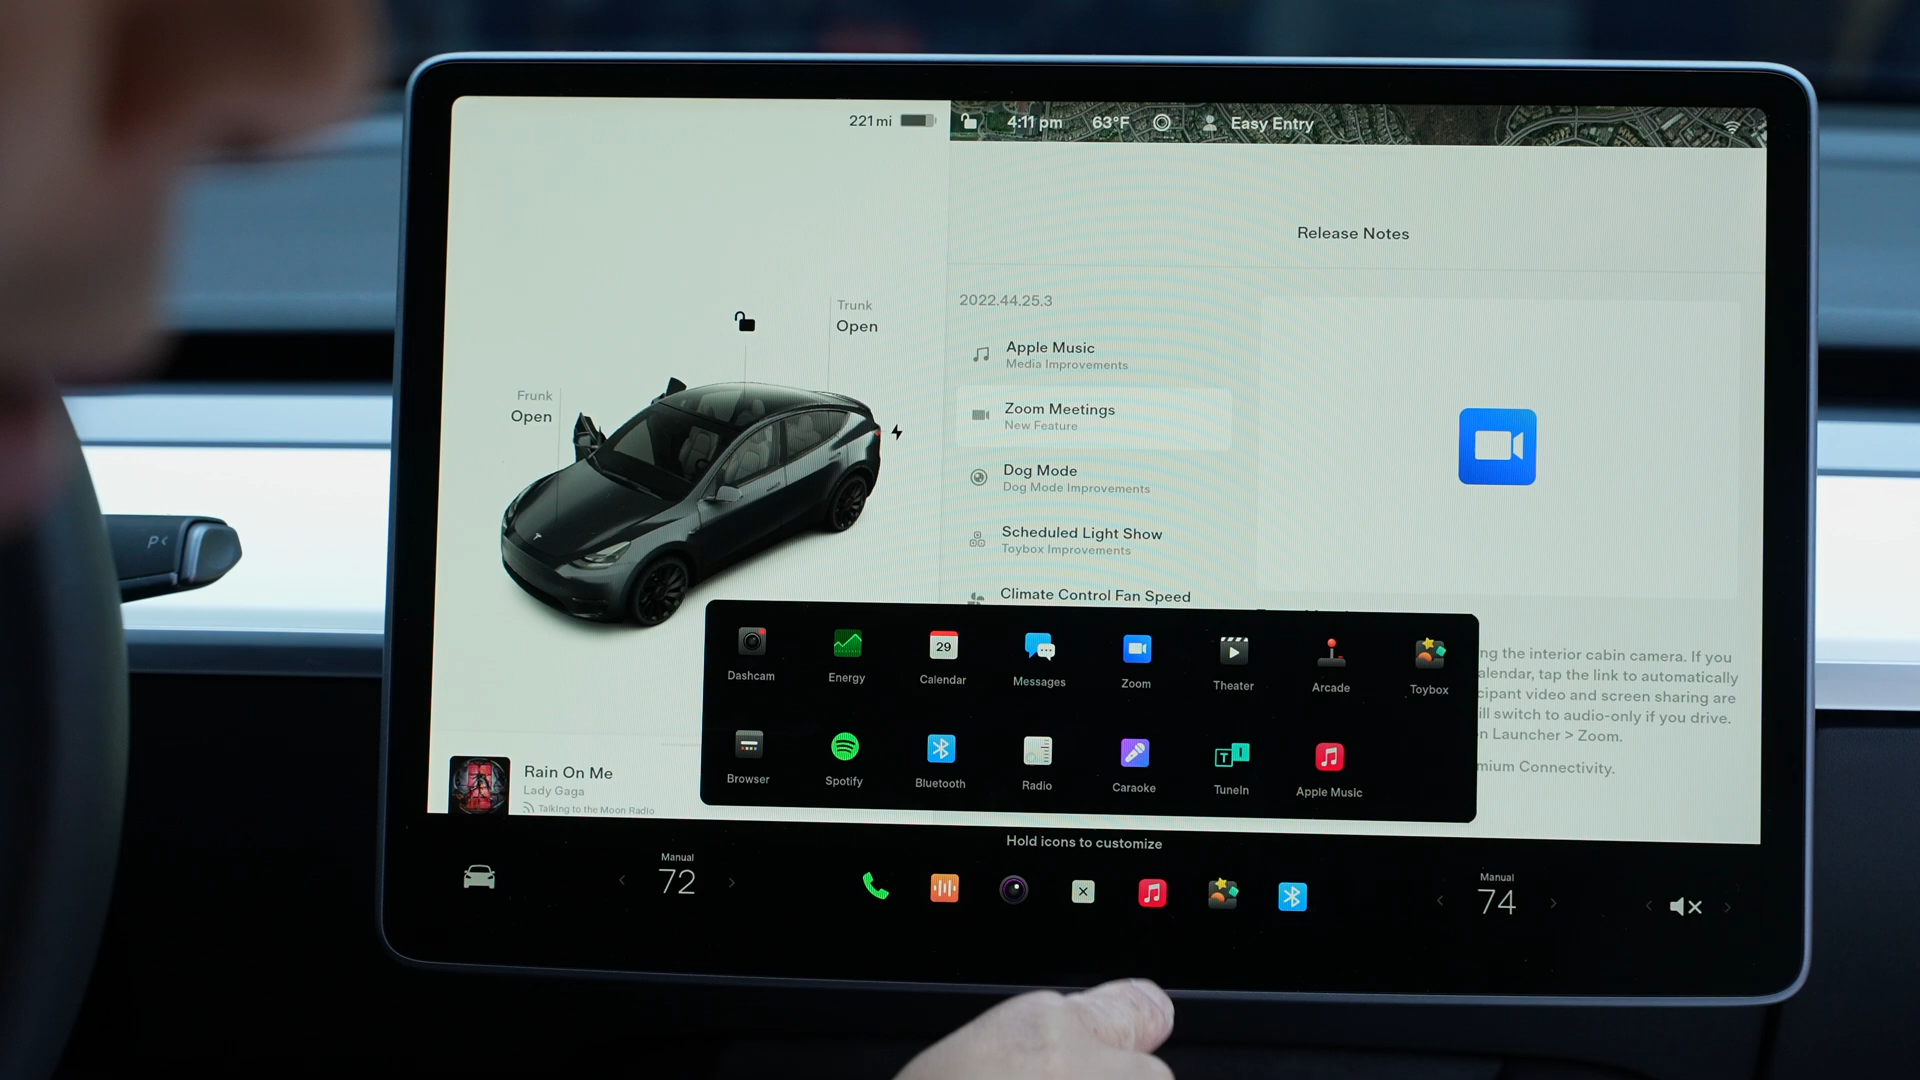 221 mi
4:11 pm 63°F Easy Entry
Release Notes
Trunk
Open
Frunk
Open
2022.44.25.3
Apple Music
Media Improvements
Zoom Meetings
New Feature
Dog Mode
Dog Mode Improvements
Scheduled Light Show
Toybox Improvements
Climate Control Fan Speed
ng the interior cabin camera. If you
alendar, tap the link to automatically
cipant video and screen sharing are
ill switch to audio-only if you drive.
n Launcher > Zoom.
mium Connectivity.
29
Dashcam Energy Calendar Messages Zoom Theater Arcade Toybox
Browser Spotify Bluetooth Radio Caraoke TuneIn Apple Music
Rain On Me
Lady Gaga
Talking to the Moon Radio
Hold icons to customize
Manual
72
Manual
74
P